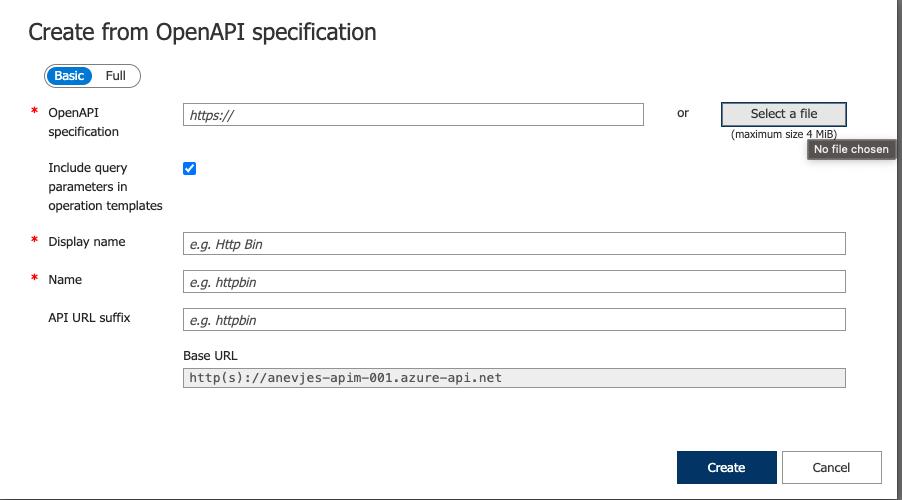 Create from OpenAPI specification
Basic Full
* OpenAPI specification
https://
or
Select a file
(maximum size 4 MiB)
No file chosen
Include query parameters in operation templates
* Display name
e.g. Http Bin
* Name
e.g. httpbin
API URL suffix
e.g. httpbin
Base URL
http(s)://anevjes-apim-001.azure-api.net
Create Cancel